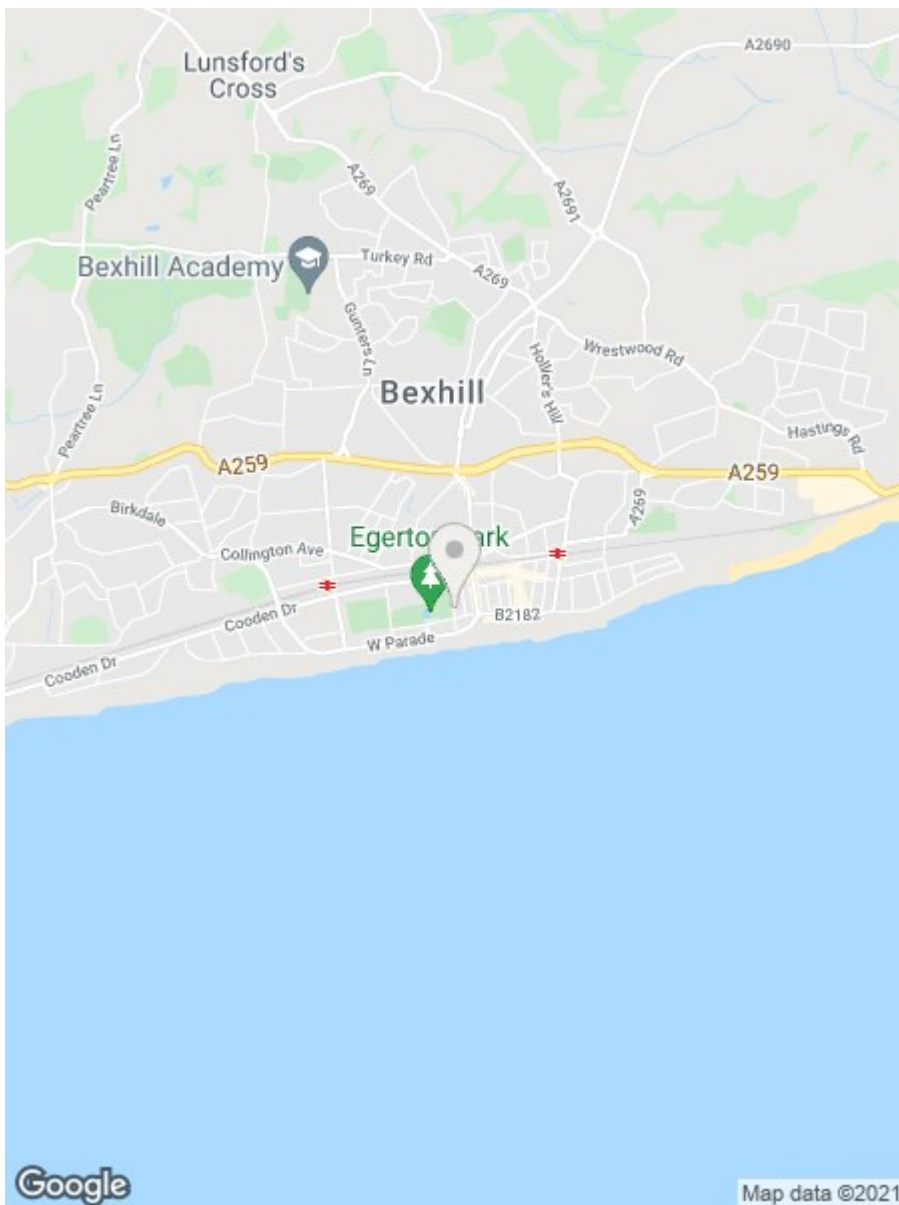 A2690
Lunsford's
Cross
Peartree Ln
A269
A2691
Bexhill Academy
Turkey Rd
A269
Gunters Ln
Wrestwood Rd
Holliers Hill
Bexhill
Peartree Ln
Hastings Rd
A259
A259
Birkdale
A269
Egerton Park
Collington Ave
Cooden Dr
B2182
W Parade
Cooden Dr
Google
Map data ©2021